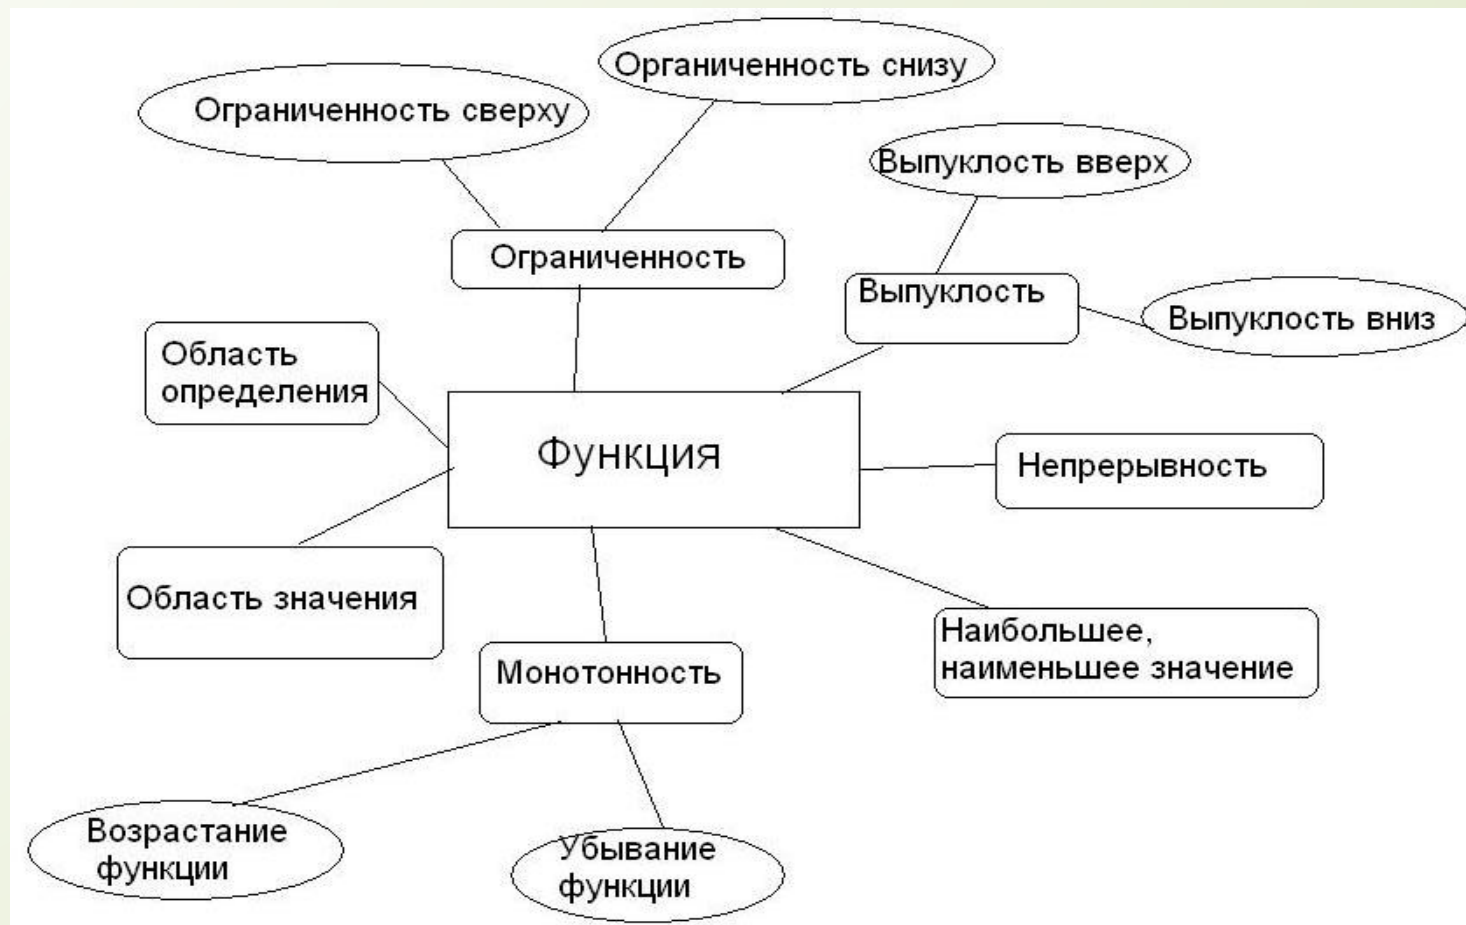 Органиченность снизу
Ограниченность сверху
Выпуклость вверх
Ограниченность
Выпуклость
Выпуклость вниз
Область
определения
Функция
Непрерывность
Область значения
Наибольшее,
наименьшее значение
Монотонность
Возрастание
функции
Убывание
функции